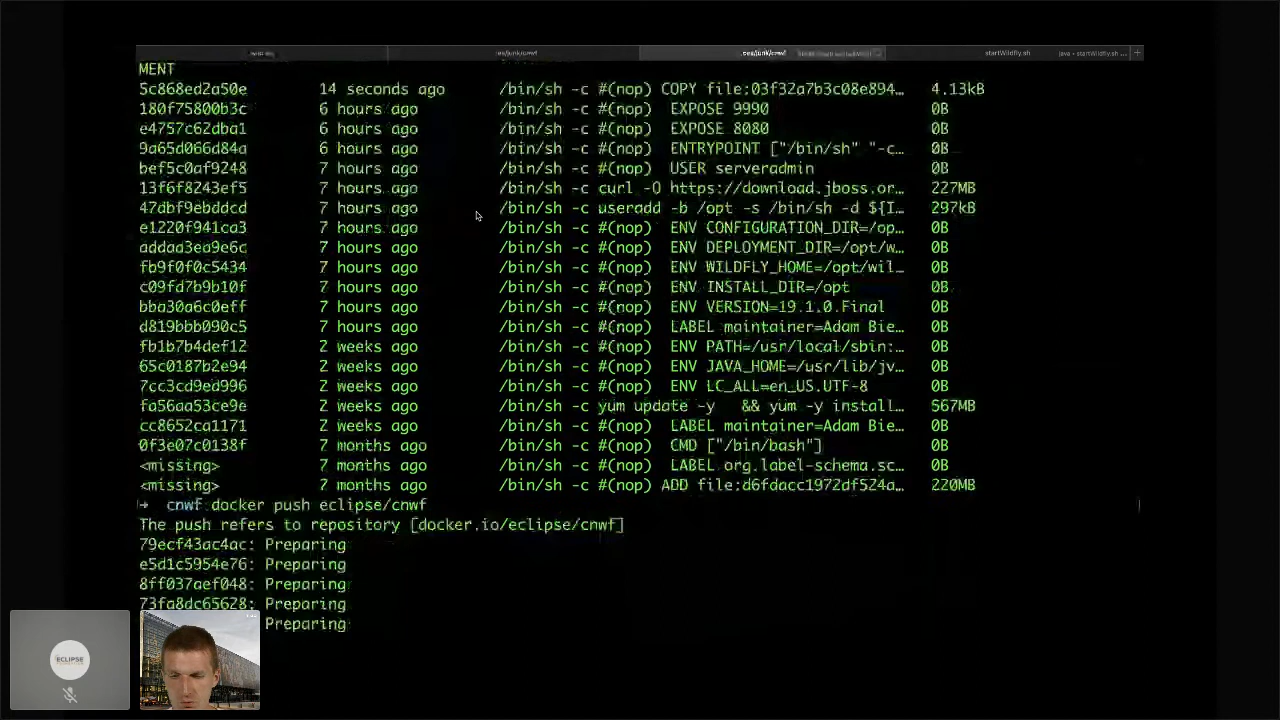 ces/junk/cnwf
ces/junk/cnwf
startWildfly.sh
java • startWildfly.sh ... +
MENT
5c868ed2a50e 14 seconds ago /bin/sh -c #(nop) COPY file:03f32a7b3c08e894… 4.13kB
180f75800b3c 6 hours ago /bin/sh -c #(nop) EXPOSE 9990 0B
e4757c62dba1 6 hours ago /bin/sh -c #(nop) EXPOSE 8080 0B
9a65d066d84a 6 hours ago /bin/sh -c #(nop) ENTRYPOINT ["/bin/sh" "-c… 0B
bef5c0af9248 7 hours ago /bin/sh -c #(nop) USER serveradmin 0B
13f6f8243ef5 7 hours ago /bin/sh -c curl -O https://download.jboss.or… 227MB
47dbf9ebddcd 7 hours ago /bin/sh -c useradd -b /opt -s /bin/sh -d ${I… 297kB
e1220f941ca3 7 hours ago /bin/sh -c #(nop) ENV CONFIGURATION_DIR=/op… 0B
addaa3ea9e6a 7 hours ago /bin/sh -c #(nop) ENV DEPLOYMENT_DIR=/opt/w… 0B
fb9f0f0c5434 7 hours ago /bin/sh -c #(nop) ENV WILDFLY_HOME=/opt/wil… 0B
c09fd7b9b10f 7 hours ago /bin/sh -c #(nop) ENV INSTALL_DIR=/opt 0B
bba30a6c0eff 7 hours ago /bin/sh -c #(nop) ENV VERSION=19.1.0.Final 0B
d819bbb090c5 7 hours ago /bin/sh -c #(nop) LABEL maintainer=Adam Bie… 0B
fb1b7b4def12 2 weeks ago /bin/sh -c #(nop) ENV PATH=/usr/local/sbin:… 0B
65c0187b2e94 2 weeks ago /bin/sh -c #(nop) ENV JAVA_HOME=/usr/lib/jv… 0B
7cc3cd9ed996 2 weeks ago /bin/sh -c #(nop) ENV LC_ALL=en_US.UTF-8 0B
fa56aa53ce9e 2 weeks ago /bin/sh -c yum update -y && yum -y install… 567MB
cc8652ca1171 2 weeks ago /bin/sh -c #(nop) LABEL maintainer=Adam Bie… 0B
0f3e07c0138f 7 months ago /bin/sh -c #(nop) CMD ["/bin/bash"] 0B
<missing> 7 months ago /bin/sh -c #(nop) LABEL org.label-schema.sc… 0B
<missing> 7 months ago /bin/sh -c #(nop) ADD file:d6fdacc1972df524a… 220MB
➜ cnwf docker push eclipse/cnwf
The push refers to repository [docker.io/eclipse/cnwf]
79ecf43ac4ac: Preparing
e5d1c5954e76: Preparing
8ff037aef048: Preparing
73fa8dc65628: Preparing
Preparing
ECLIPSE